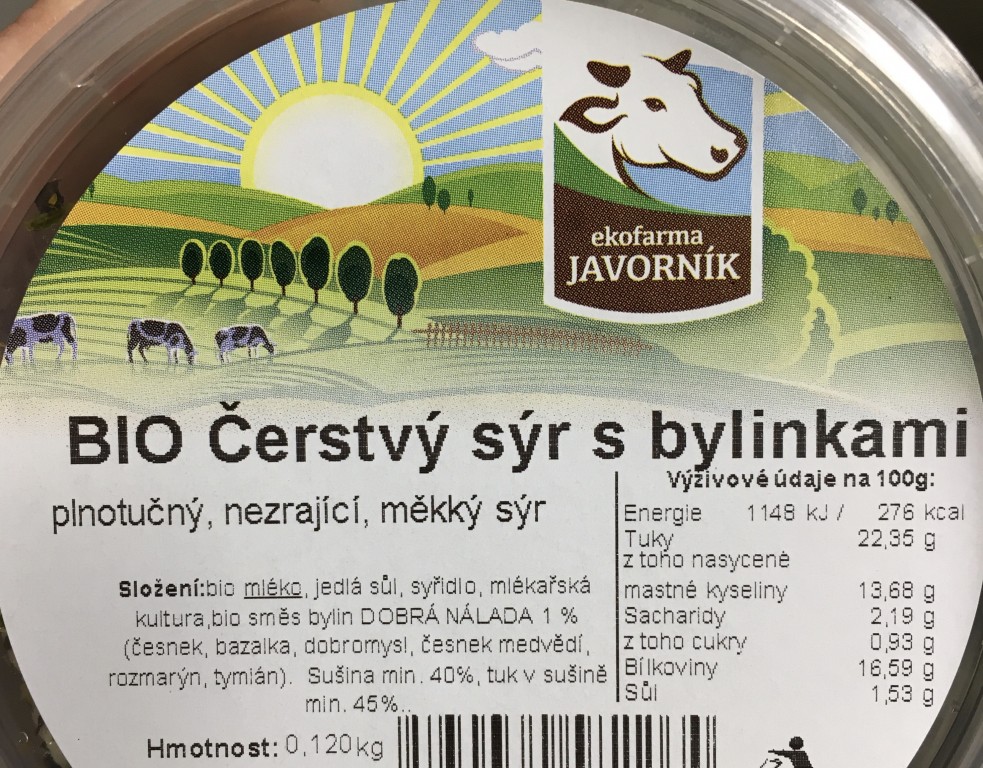 ekofarma
JAVORNÍK
BIO Čerstvý sýr s bylinkami
plnotučný, nezrající, měkký sýr
Složení:bio mléko, jedlá sůl, syřidlo, mlékařská
kultura,bio směs bylin DOBRÁ NÁLADA 1 %
(česnek, bazalka, dobromysl, česnek medvědí,
rozmarýn, tymián). Sušina min. 40%, tuk v sušině
min. 45%..
Hmotnost: 0,120kg
Výživové údaje na 100g:
Energie 1148 kJ / 276 kcal
Tuky 22,35 g
z toho nasycené
mastné kyseliny 13,68 g
Sacharidy 2,19 g
z toho cukry 0,93 g
Bílkoviny 16,59 g
Sůl 1,53 g